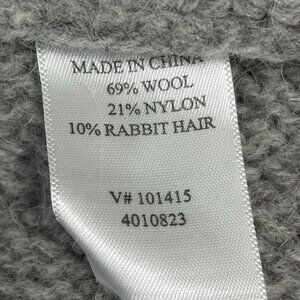 MADE IN CHINA
69% WOOL
21% NYLON
10% RABBIT HAIR
V# 101415
4010823